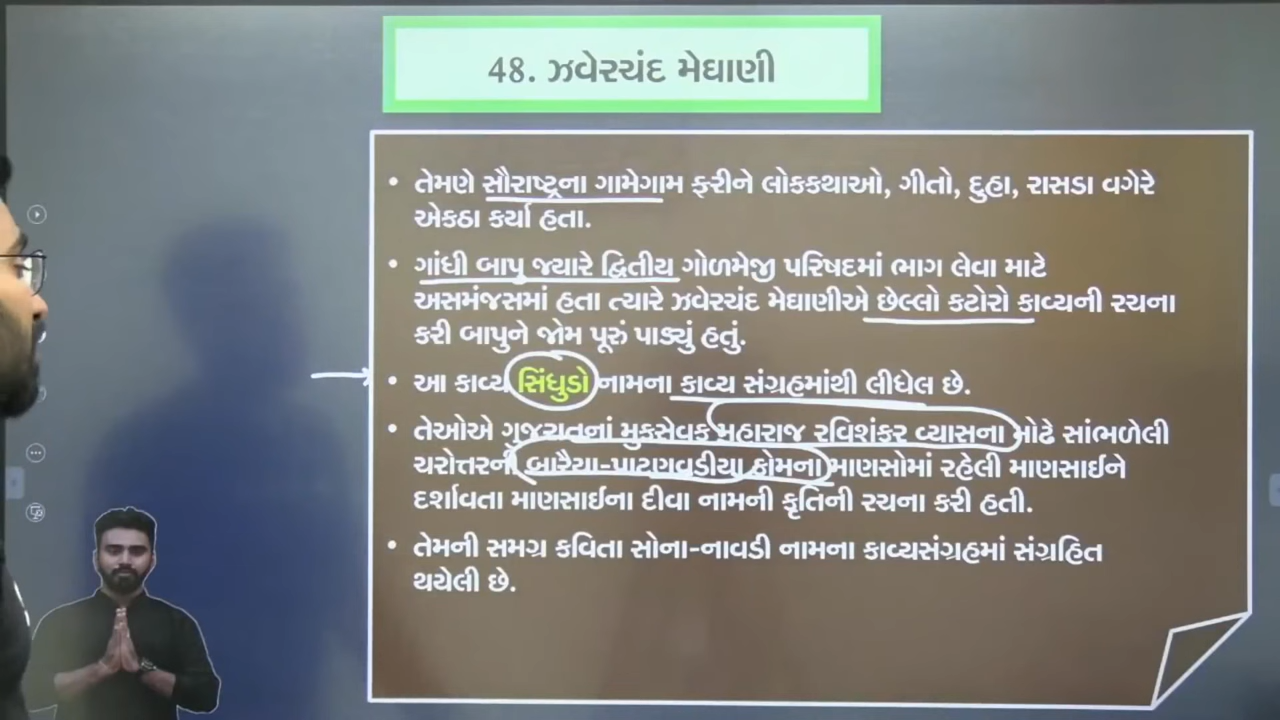 48. ઝવેરચંદ મેઘાણી
• તેમણે સૌરાષ્ટ્રના ગામેગામ ફરીને લોકકથાઓ, ગીતો, દુહા, રાસડા વગેરે
એકઠા કર્યા હતા.
• ગાંધી બાપુ જ્યારે દ્વિતીય ગોળમેજી પરિષદમાં ભાગ લેવા માટે
અસમંજસમાં હતા ત્યારે ઝવેરચંદ મેઘાણીએ છેલ્લો કટોરો કાવ્યની રચના
કરી બાપુને જોમ પૂરું પાડ્યું હતું.
• આ કાવ્ય સિંધુડો નામના કાવ્ય સંગ્રહમાંથી લીધેલ છે.
• તેઓએ ગુજરાતનાં મુકસેવક મહારાજ રવિશંકર વ્યાસના મોઢે સાંભળેલી
ચરોત્તરની બારૈયા-પાટણવડીયા કોમના માણસોમાં રહેલી માણસાઈને
દર્શાવતા માણસાઈના દીવા નામની કૃતિની રચના કરી હતી.
• તેમની સમગ્ર કવિતા સોના-નાવડી નામના કાવ્યસંગ્રહમાં સંગ્રહિત
થયેલી છે.